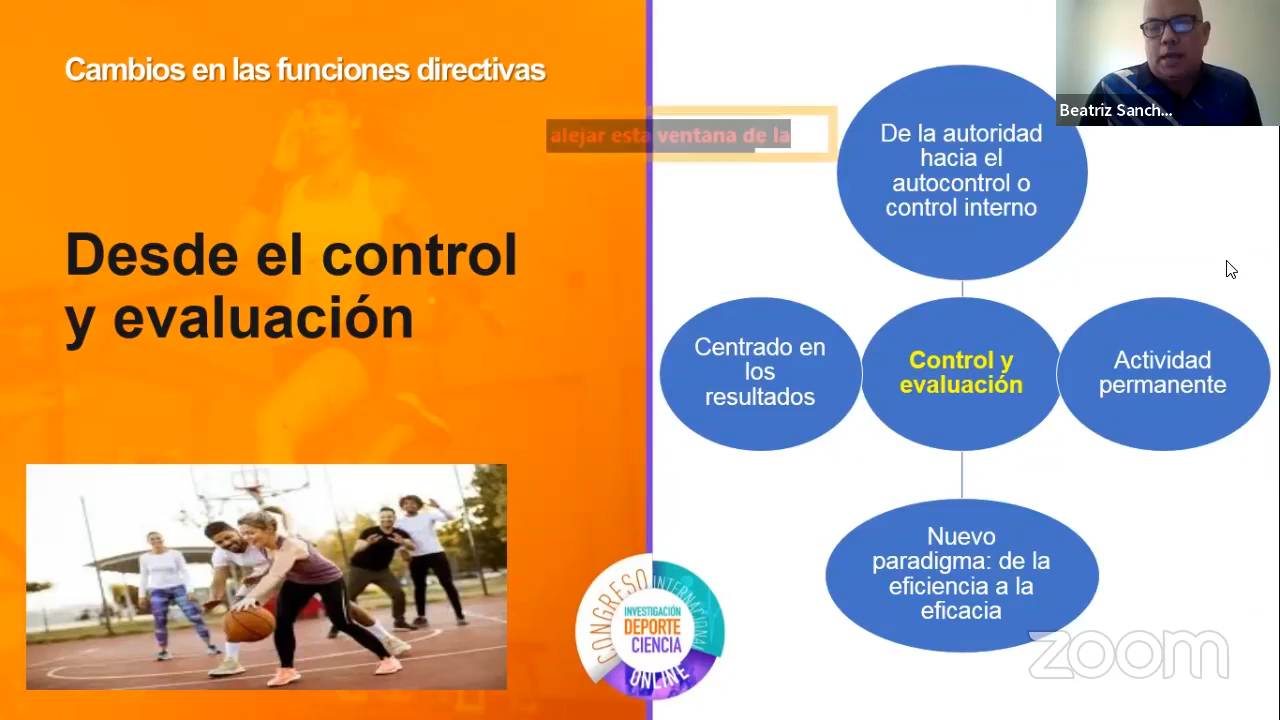 Cambios en las funciones directivas
Desde el control
y evaluación
alejar esta ventana de la
De la autoridad
hacia el
autocontrol o
control interno
Beatriz Sanch...
Centrado en
los
resultados
Control y
evaluación
Actividad
permanente
Nuevo
paradigma: de la
eficiencia a la
eficacia
CONGRESO INTERNACIONAL
INVESTIGACIÓN
DEPORTE
CIENCIA
ONLINE
zoom